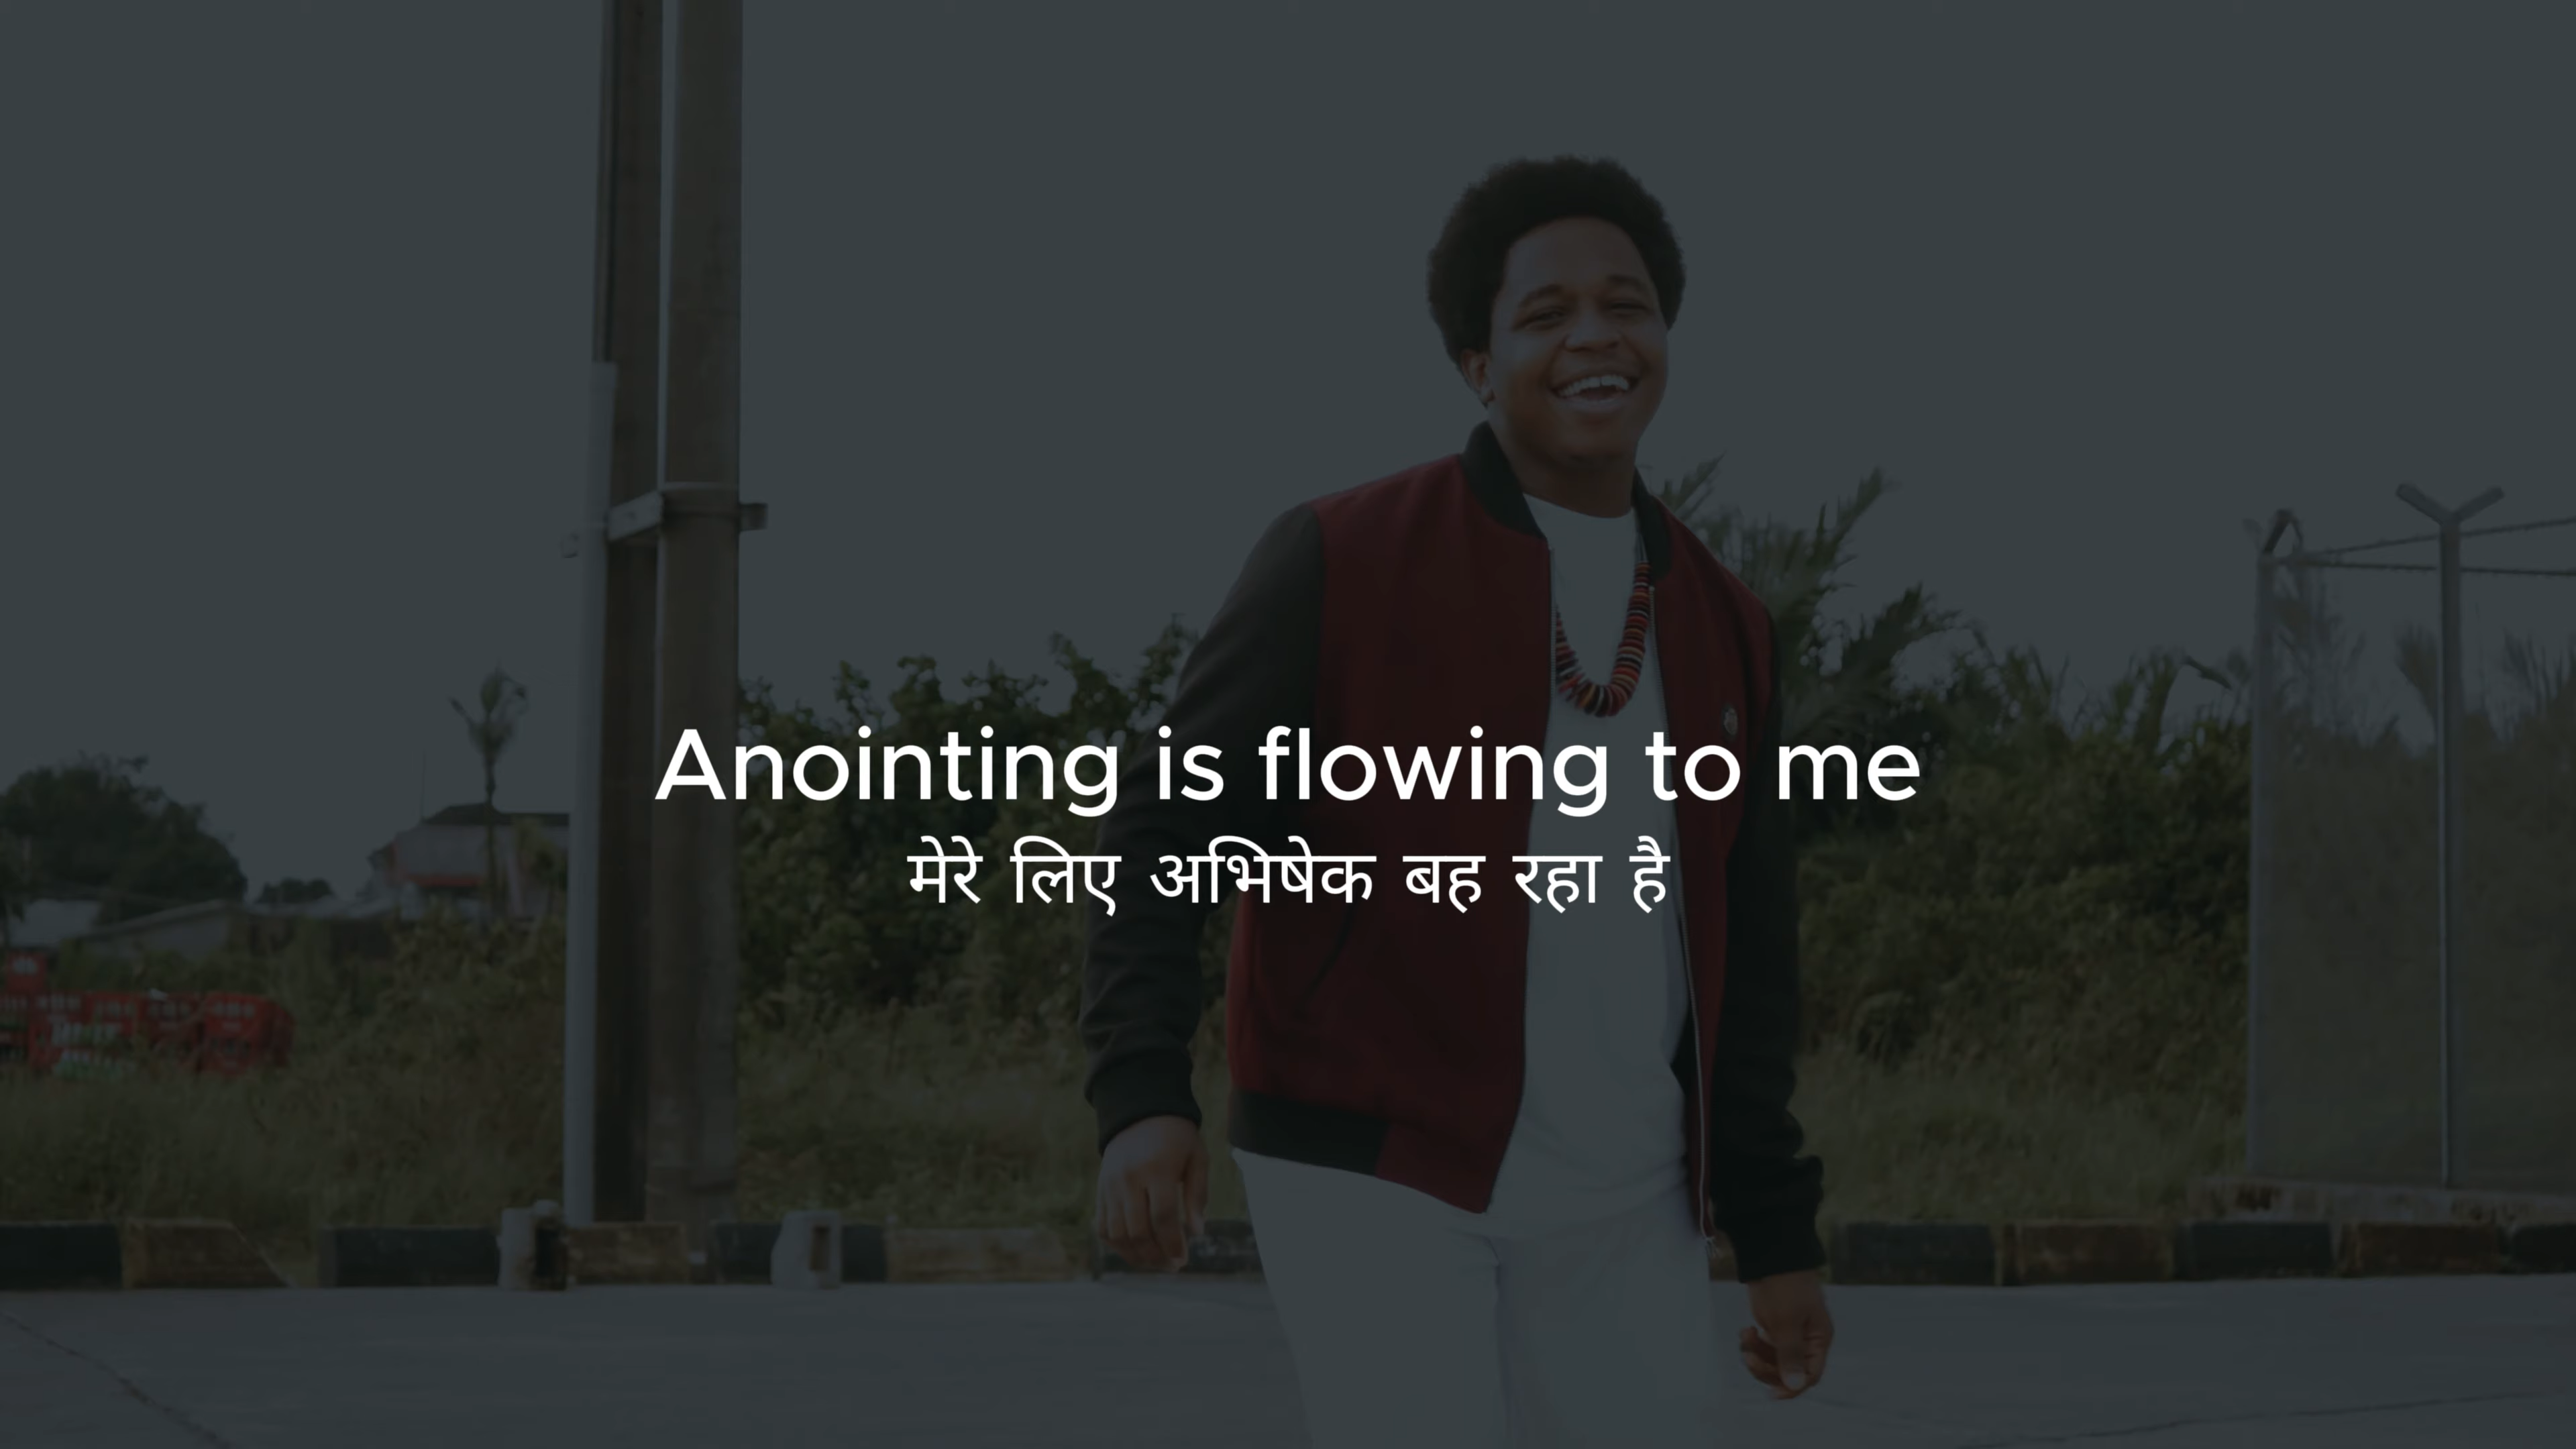 Anointing is flowing to me
मेरे लिए अभिषेक बह रहा है